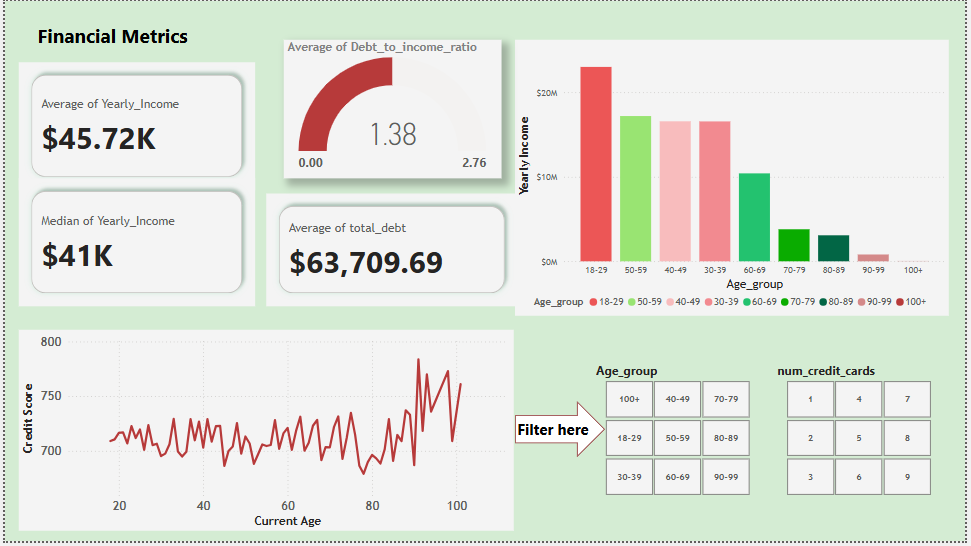 Financial Metrics
Average of Yearly_Income
$45.72K
Median of Yearly_Income
$41K
Average of Debt_to_income_ratio
1.38
0.00 2.76
Average of total_debt
$63,709.69
Yearly Income
$20M
$10M
$0M
18-29 50-59 40-49 30-39 60-69 70-79 80-89 90-99 100+
Age_group
Age_group 18-29 50-59 40-49 30-39 60-69 70-79 80-89 90-99 100+
Credit Score
800
750
700
20 40 60 80 100
Current Age
Filter here
Age_group
100+ 40-49 70-79
18-29 50-59 80-89
30-39 60-69 90-99
num_credit_cards
1 4 7
2 5 8
3 6 9